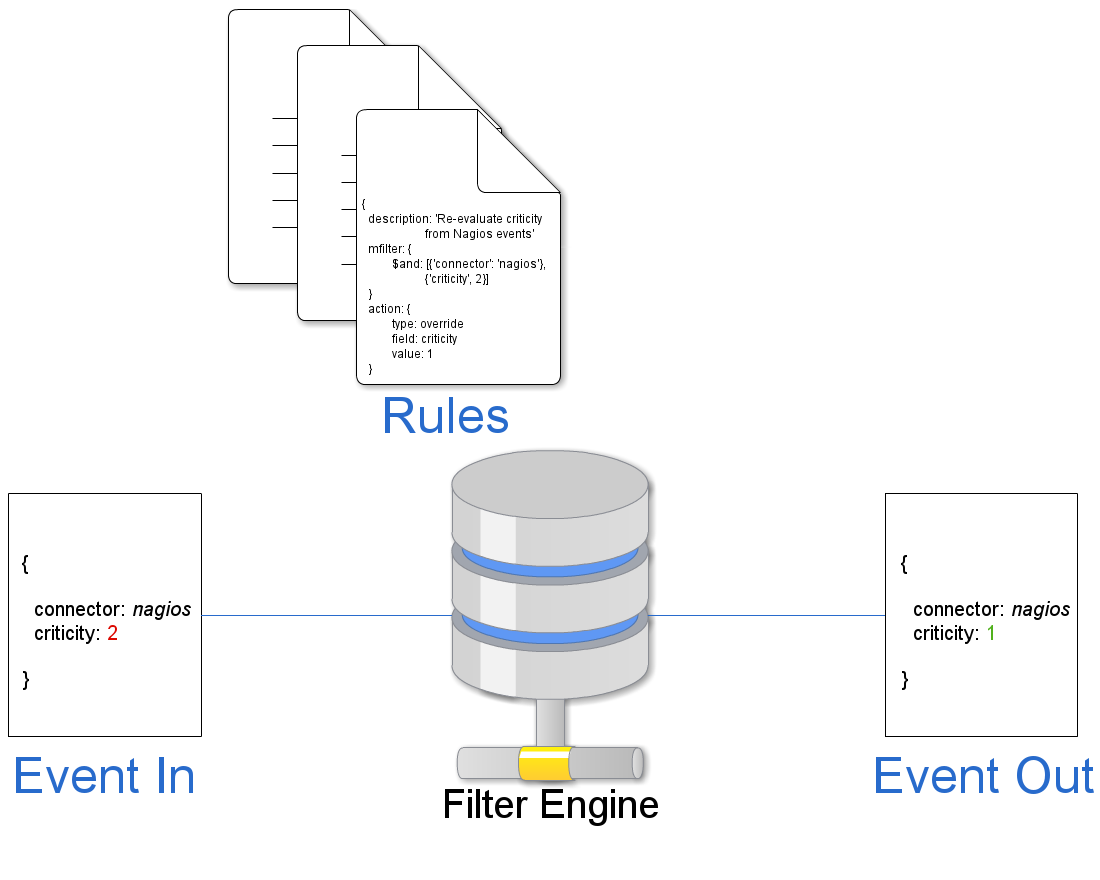 {
description: 'Re-evaluate criticity
from Nagios events'
mfilter: {
$and: [{'connector': 'nagios'},
{'criticity', 2}]
}
action: {
type: override
field: criticity
value: 1
}
Rules
{
connector: nagios
criticity: 2
}
Event In
Filter Engine
{
connector: nagios
criticity: 1
}
Event Out